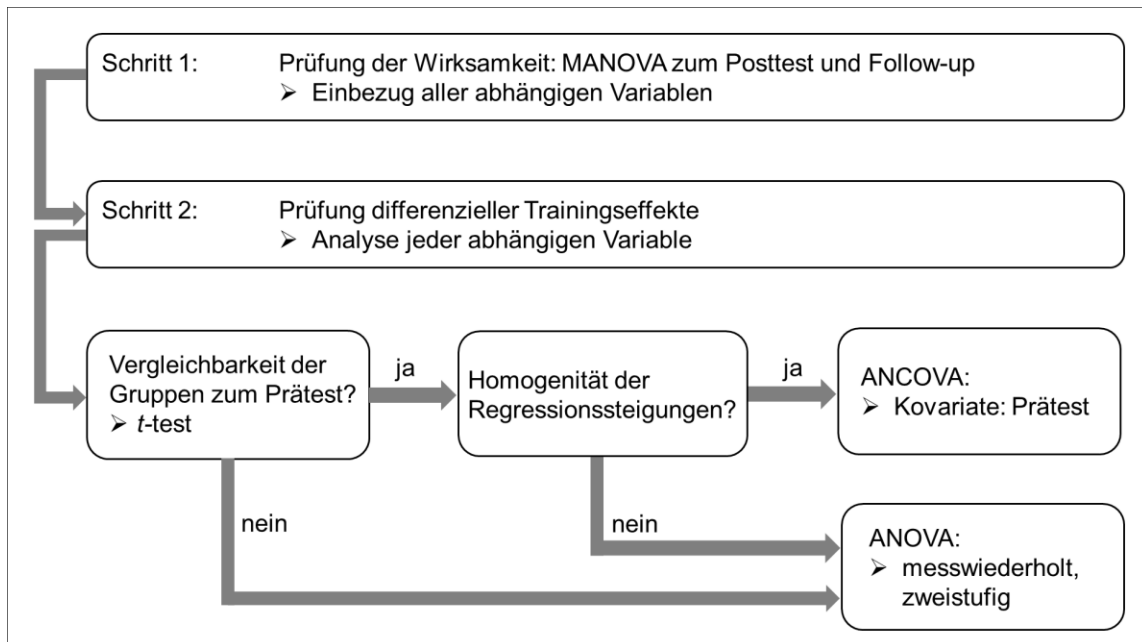 Schritt 1: Prüfung der Wirksamkeit: MANOVA zum Posttest und Follow-up
➢ Einbezug aller abhängigen Variablen
Schritt 2: Prüfung differenzieller Trainingseffekte
➢ Analyse jeder abhängigen Variable
Vergleichbarkeit der
Gruppen zum Prätest?
➢ t-test
ja
Homogenität der
Regressionssteigungen?
ja
ANCOVA:
➢ Kovariate: Prätest
nein
nein
ANOVA:
➢ messwiederholt,
zweistufig